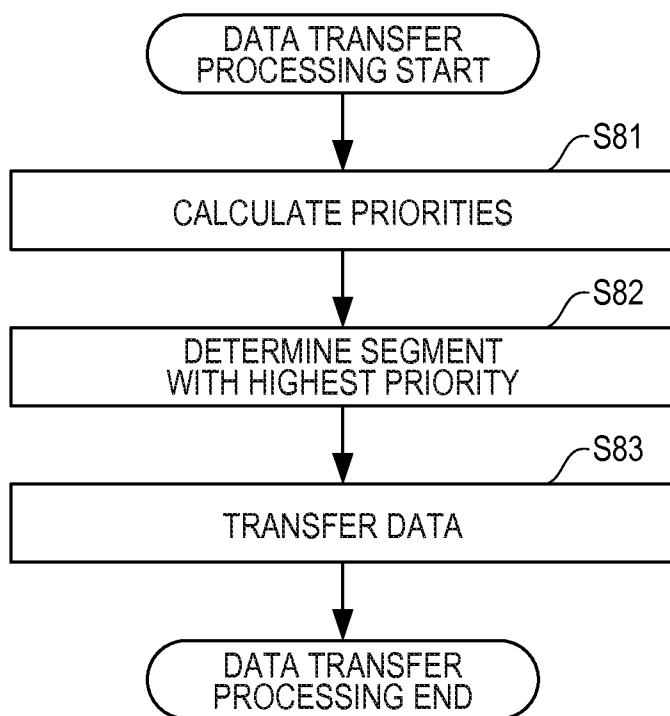 DATA TRANSFER
PROCESSING START
S81
CALCULATE PRIORITIES
S82
DETERMINE SEGMENT
WITH HIGHEST PRIORITY
S83
TRANSFER DATA
DATA TRANSFER
PROCESSING END